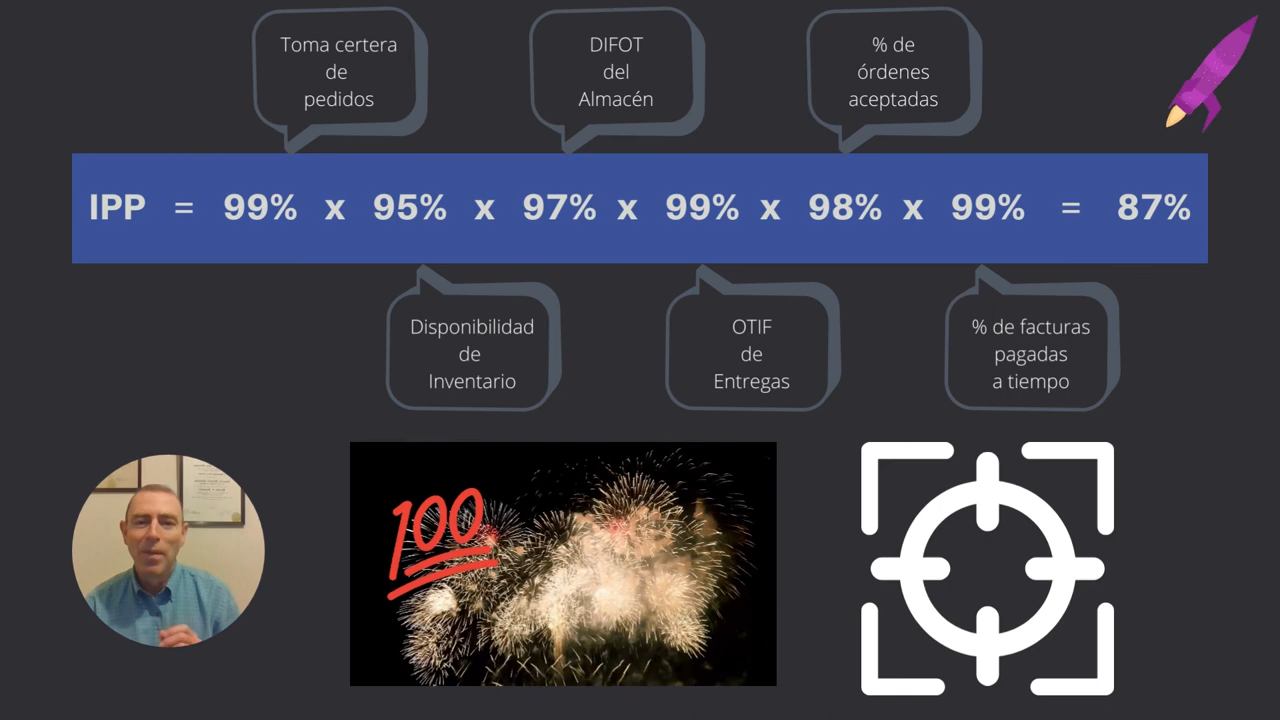 Toma certera
de
pedidos
DIFOT
del
Almacén
% de
órdenes
aceptadas
IPP = 99% x 95% x 97% x 99% x 98% x 99% = 87%
Disponibilidad
de
Inventario
OTIF
de
Entregas
% de facturas
pagadas
a tiempo
100